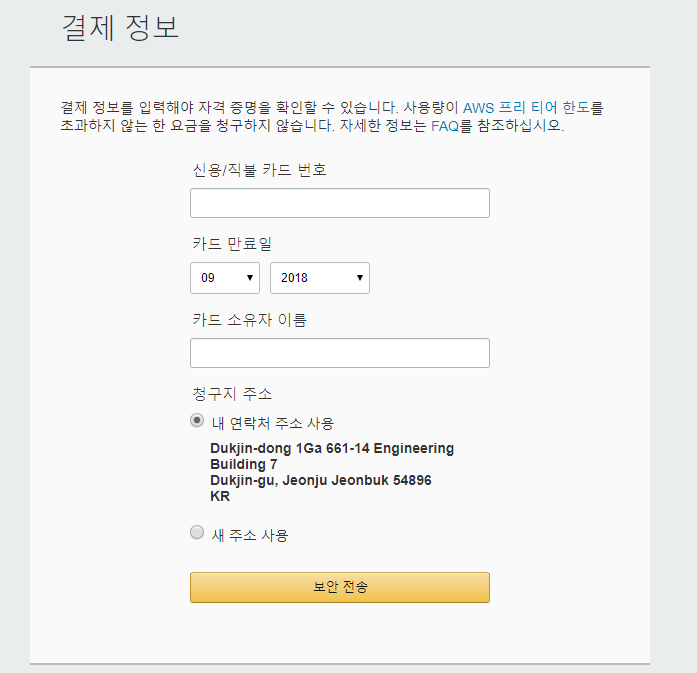 결제 정보
결제 정보를 입력해야 자격 증명을 확인할 수 있습니다. 사용량이 AWS 프리 티어 한도를
초과하지 않는 한 요금을 청구하지 않습니다. 자세한 정보는 FAQ를 참조하십시오.
신용/직불 카드 번호
카드 만료일
09 2018
카드 소유자 이름
청구지 주소
내 연락처 주소 사용
Dukjin-dong 1Ga 661-14 Engineering
Building 7
Dukjin-gu, Jeonju Jeonbuk 54896
KR
새 주소 사용
보안 전송